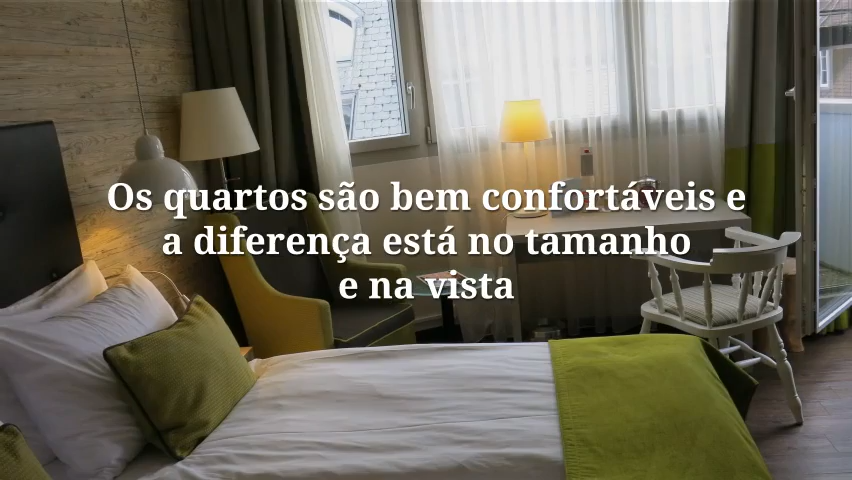 Os quartos são bem confortáveis e
a diferença está no tamanho
e na vista